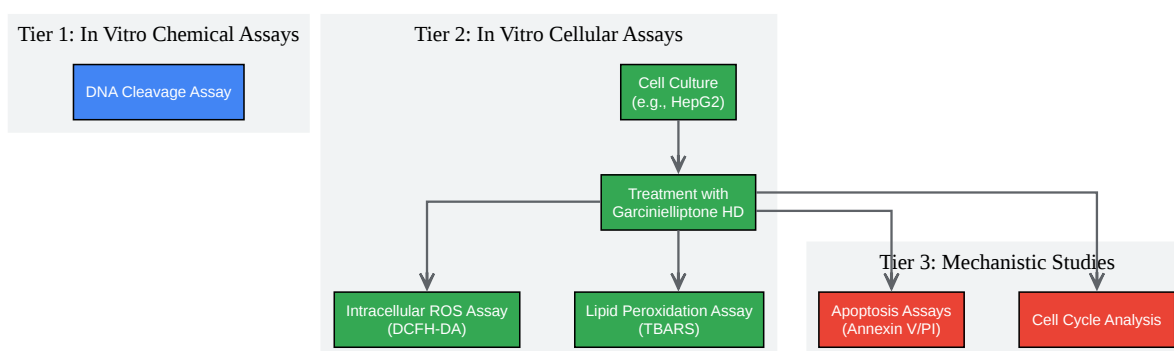 Tier 1: In Vitro Chemical Assays
DNA Cleavage Assay
Tier 2: In Vitro Cellular Assays
Cell Culture
(e.g., HepG2)
Treatment with
Garcinielliptone HD
Intracellular ROS Assay
(DCFH-DA)
Lipid Peroxidation Assay
(TBARS)
Tier 3: Mechanistic Studies
Apoptosis Assays
(Annexin V/PI)
Cell Cycle Analysis